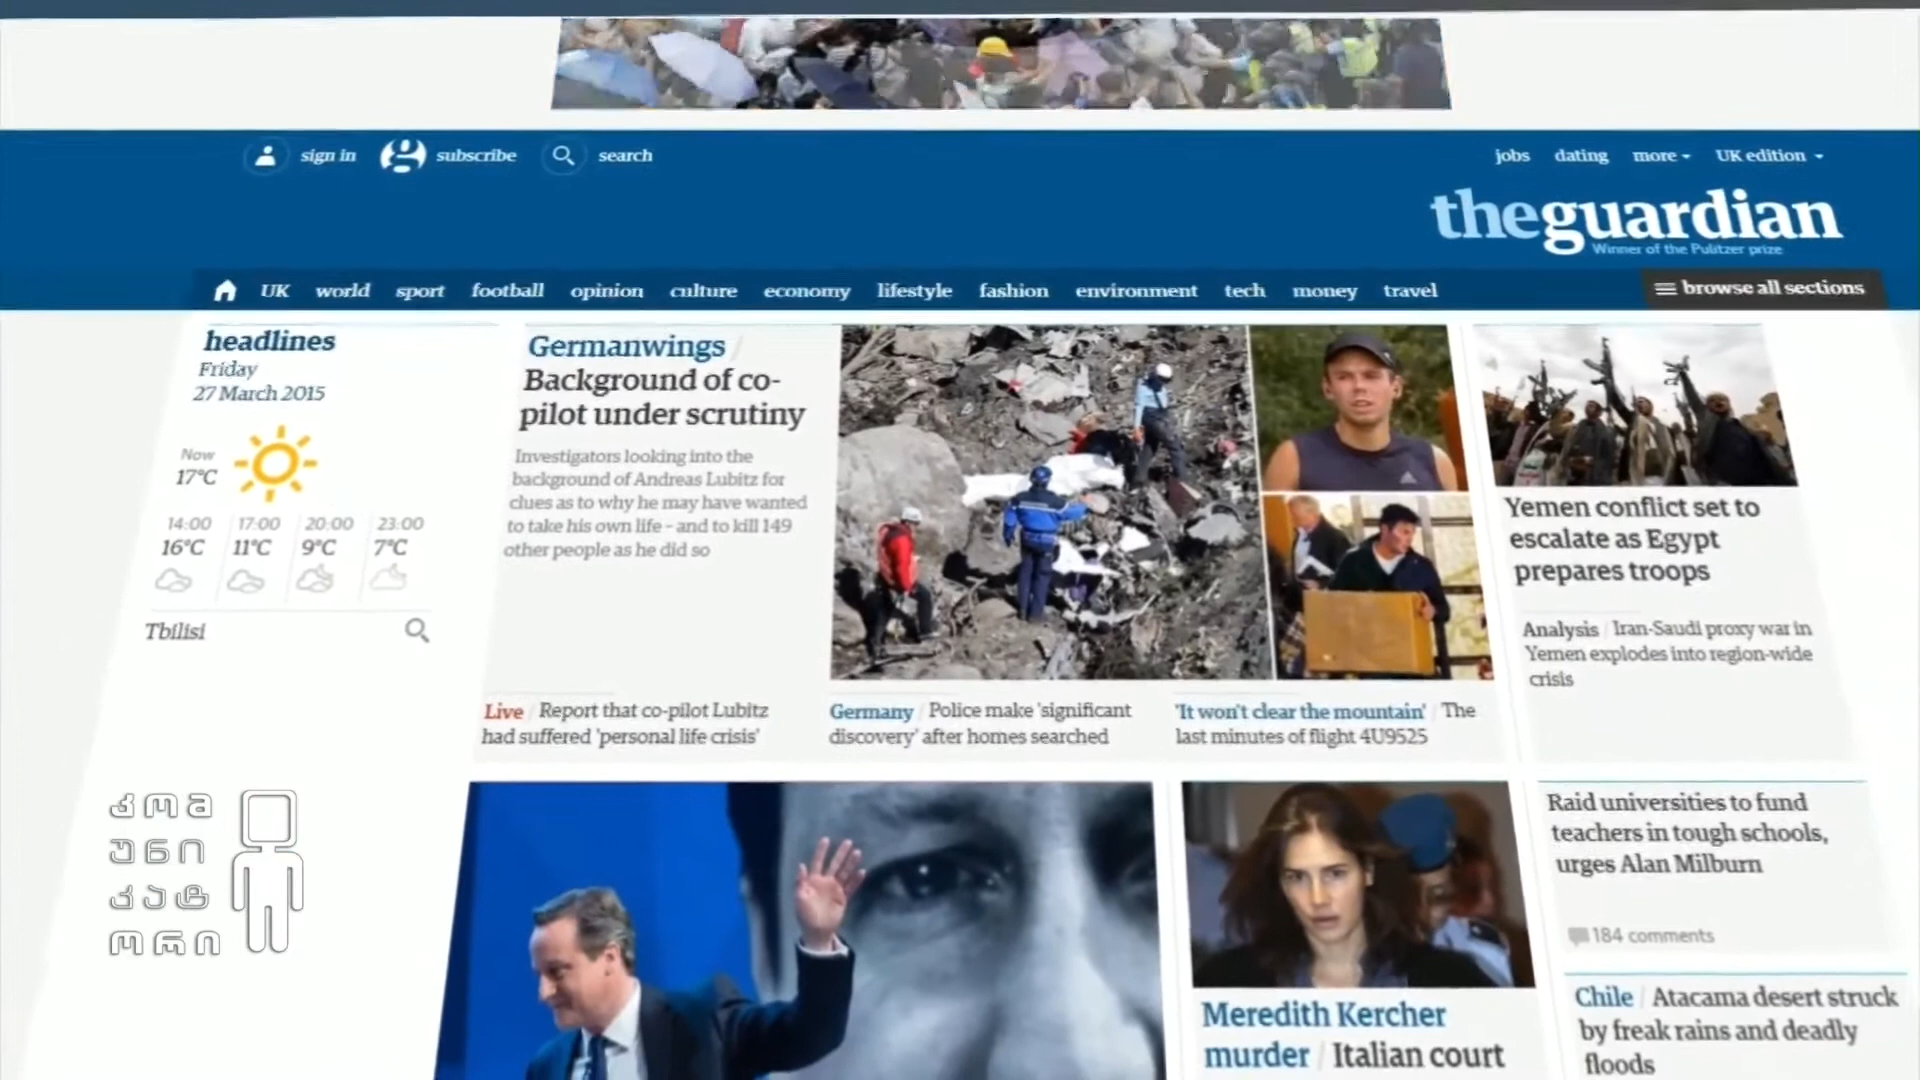 sign in
subscribe
search
jobs
dating
more
UK edition
theguardian
Winner of the Pulitzer prize
UK
world
sport
football
opinion
culture
economy
lifestyle
fashion
environment
tech
money
travel
browse all sections
headlines
Friday
27 March 2015
Now
17°C
14:00 17:00 20:00 23:00
16°C 11°C 9°C 7°C
Tbilisi
Germanwings /
Background of co-
pilot under scrutiny
Investigators looking into the
background of Andreas Lubitz for
clues as to why he may have wanted
to take his own life - and to kill 149
other people as he did so
Live / Report that co-pilot Lubitz
had suffered 'personal life crisis'
Germany / Police make 'significant
discovery' after homes searched
'It won't clear the mountain' / The
last minutes of flight 4U9525
Yemen conflict set to
escalate as Egypt
prepares troops
Analysis / Iran-Saudi proxy war in
Yemen explodes into region-wide
crisis
Meredith Kercher
murder / Italian court
Raid universities to fund
teachers in tough schools,
urges Alan Milburn
184 comments
Chile / Atacama desert struck
by freak rains and deadly
floods
კომ
უნი
კატ
ორი